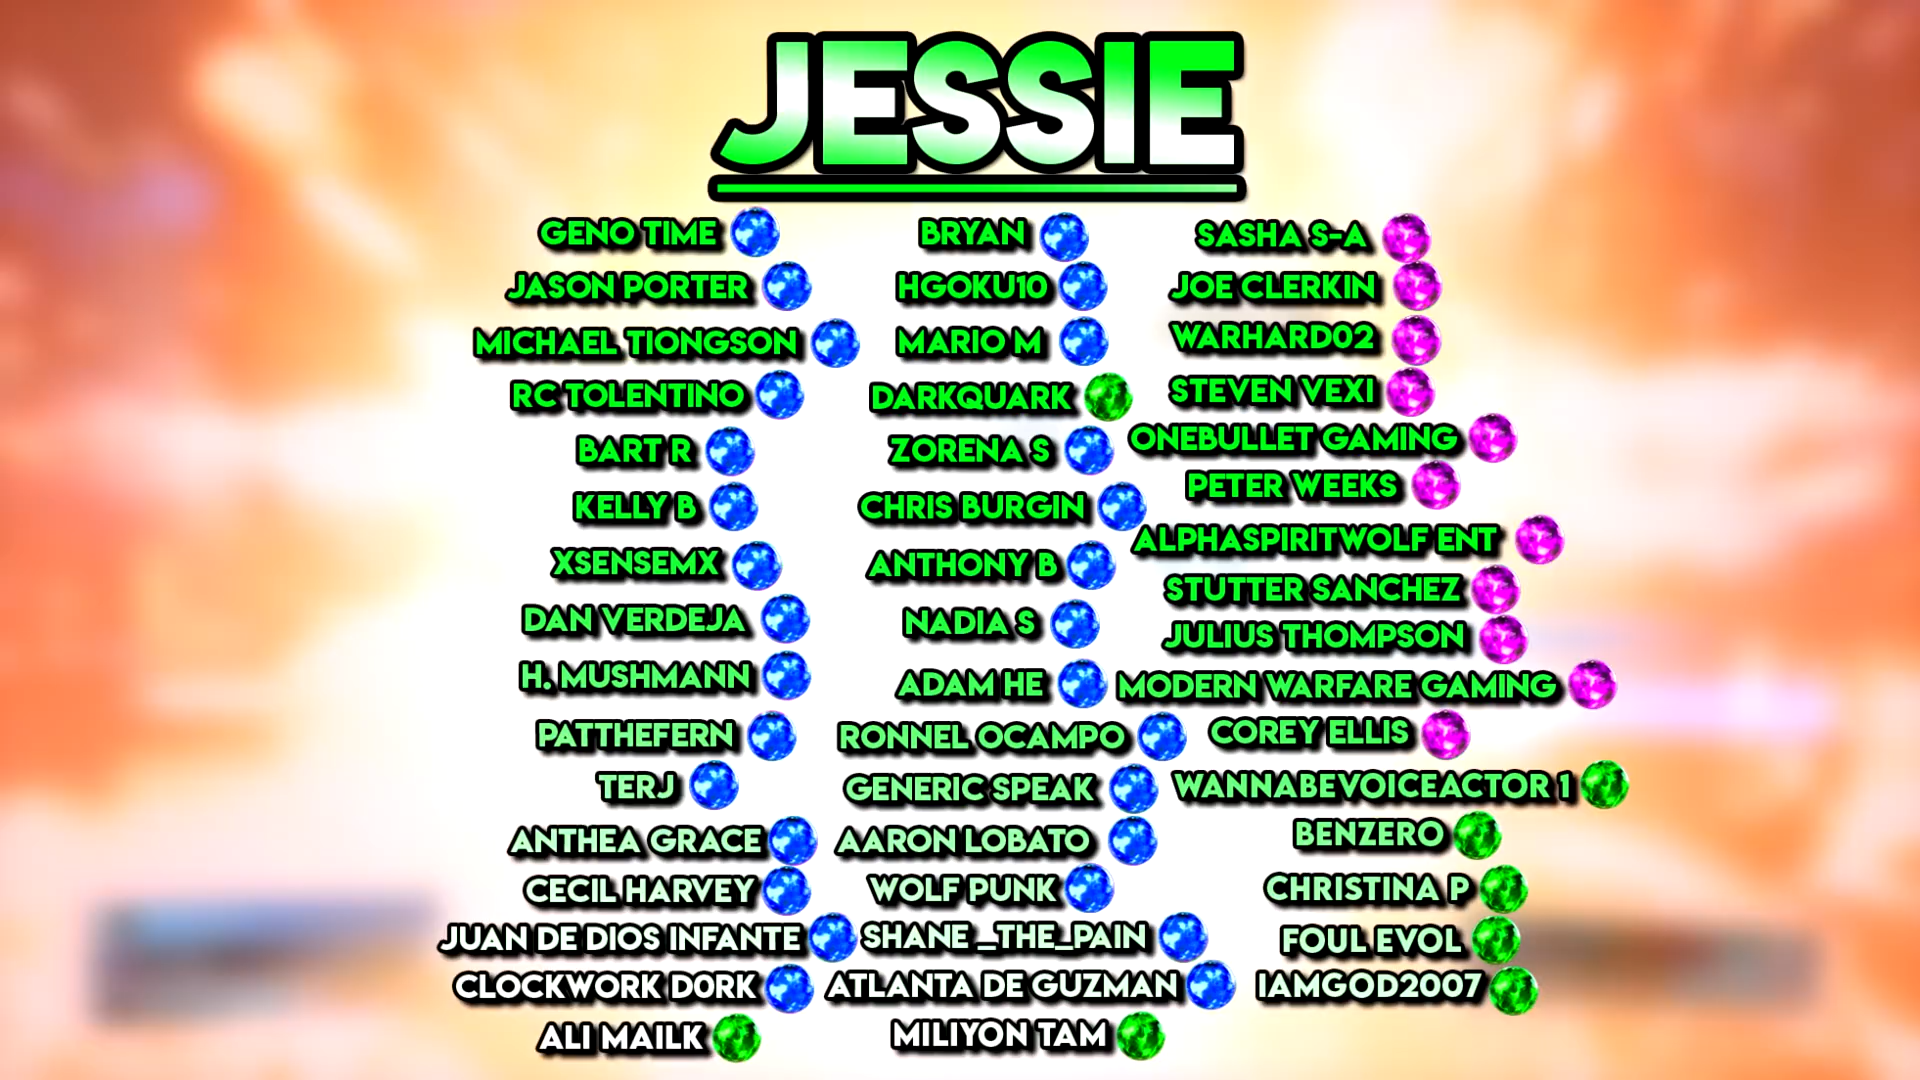 JESSIE
GENO TIME
JASON PORTER
MICHAEL TIONGSON
RC TOLENTINO
BART R
KELLY B
XSENSEMX
DAN VERDEJA
H. MUSHMANN
PATTHEFERN
TERJ
ANTHEA GRACE
CECIL HARVEY
JUAN DE DIOS INFANTE
CLOCKWORK D0RK
ALI MAILK
BRYAN
HGOKU10
MARIO M
DARKQUARK
ZORENA S
CHRIS BURGIN
ANTHONY B
NADIA S
ADAM HE
RONNEL OCAMPO
GENERIC SPEAK
AARON LOBATO
WOLF PUNK
SHANE _THE_PAIN
ATLANTA DE GUZMAN
MILIYON TAM
SASHA S-A
JOE CLERKIN
WARHARD02
STEVEN VEXI
ONEBULLET GAMING
PETER WEEKS
ALPHASPIRITWOLF ENT
STUTTER SANCHEZ
JULIUS THOMPSON
MODERN WARFARE GAMING
COREY ELLIS
WANNABEVOICEACTOR 1
BENZERO
CHRISTINA P
FOUL EVOL
IAMGOD2007